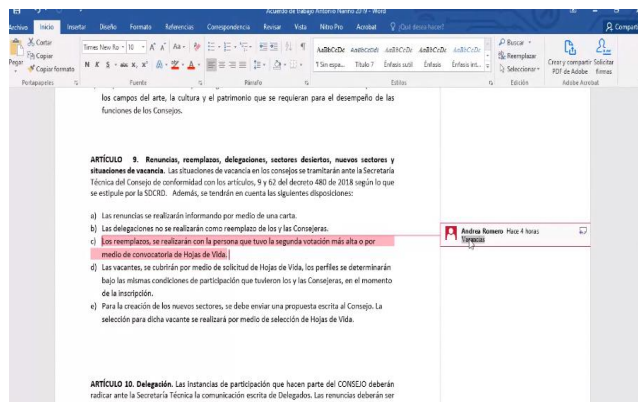 Acuerdo de trabajo Antonio Nariño 2019 - Word
Archivo Inicio Insertar Diseño Formato Referencias Correspondencia Revisar Vista Nitro Pro Acrobat ¿Qué desea hacer? Compartir
Cortar
Copiar
Pegar
Copiar formato
Times New Ro 10
N K S abc x, x²
AaBbCcDc AaBbCcDc AaBbCcDc AaBbCcDc AaBbCcDc
1 Sin espa... Título 7 Énfasis sutil Énfasis Énfasis int...
Buscar
Reemplazar
Seleccionar
Crear y compartir Solicitar
PDF de Adobe firmas
Portapapeles Fuente Párrafo Estilos Edición Adobe Acrobat
los campos del arte, la cultura y el patrimonio que se requieran para el desempeño de las
funciones de los Consejos.
ARTÍCULO 9. Renuncias, reemplazos, delegaciones, sectores desiertos, nuevos sectores y
situaciones de vacancia. Las situaciones de vacancia en los consejos se tramitarán ante la Secretaría
Técnica del Consejo de conformidad con los artículos, 9 y 62 del decreto 480 de 2018 según lo que
se estipule por la SDCRD. Además, se tendrán en cuenta las siguientes disposiciones:
a) Las renuncias se realizarán informando por medio de una carta.
b) Las delegaciones no se realizarán como reemplazo de los y las Consejeras.
c) Los reemplazos, se realizarán con la persona que tuvo la segunda votación más alta o por
medio de convocatoria de Hojas de Vida.
d) Las vacantes, se cubrirán por medio de solicitud de Hojas de Vida, los perfiles se determinarán
bajo las mismas condiciones de participación que tuvieron los y las Consejeras, en el momento
de la inscripción.
e) Para la creación de los nuevos sectores, se debe enviar una propuesta escrita al Consejo. La
selección para dicha vacante se realizará por medio de selección de Hojas de Vida.
Andrea Romero Hace 4 horas
ARTÍCULO 10. Delegación. Las instancias de participación que hacen parte del CONSEJO deberán
radicar ante la Secretaría Técnica la comunicación escrita de Delegados. Las renuncias deberán ser